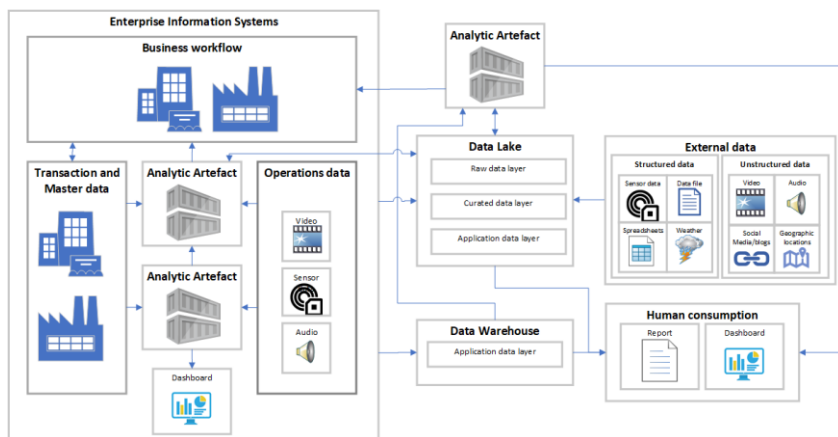 Enterprise Information Systems
Business workflow
Transaction and
Master data
Analytic Artefact
Operations data
Video
Sensor
Audio
Analytic Artefact
Dashboard
Analytic Artefact
Data Lake
Raw data layer
Curated data layer
Application data layer
Data Warehouse
Application data layer
External data
Structured data
Sensor data
Data file
Spreadsheets
Weather
Unstructured data
Video
Audio
Social
Media/blogs
Geographic
locations
Human consumption
Report
Dashboard